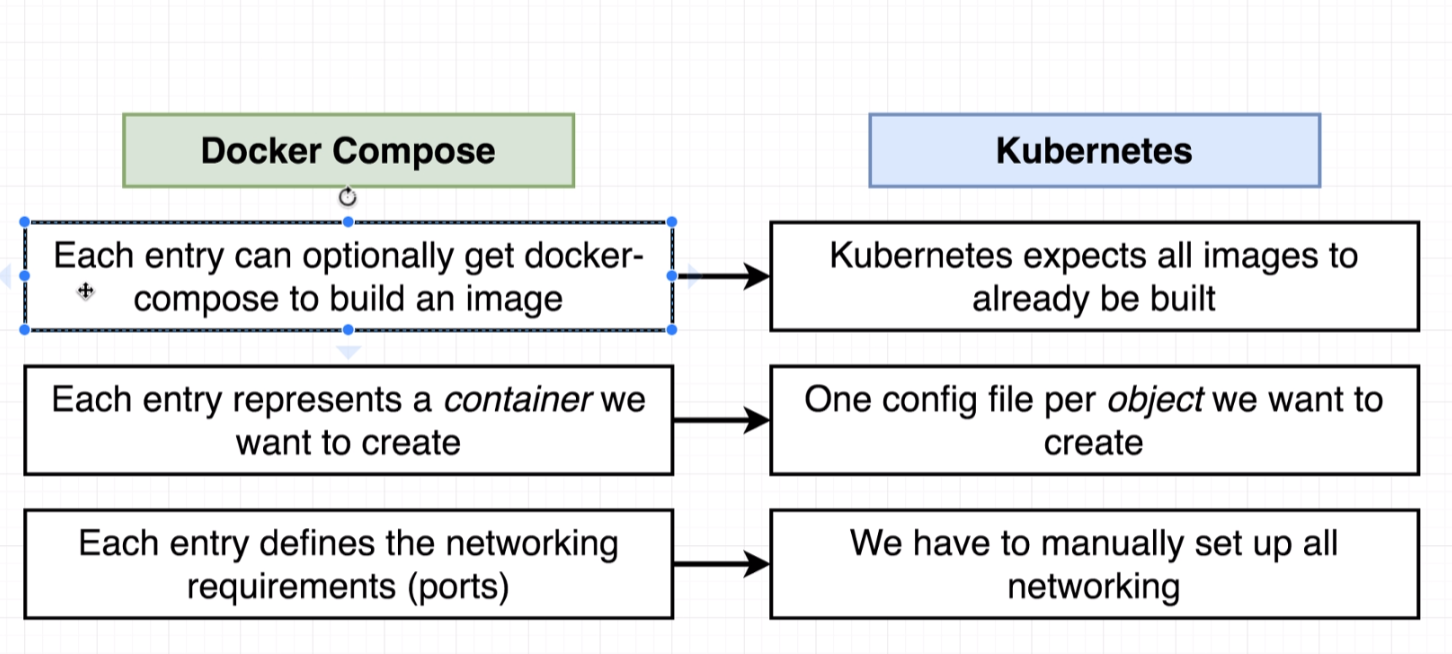 Docker Compose
Kubernetes
Each entry can optionally get docker-
compose to build an image
Kubernetes expects all images to
already be built
Each entry represents a container we
want to create
One config file per object we want to
create
Each entry defines the networking
requirements (ports)
We have to manually set up all
networking